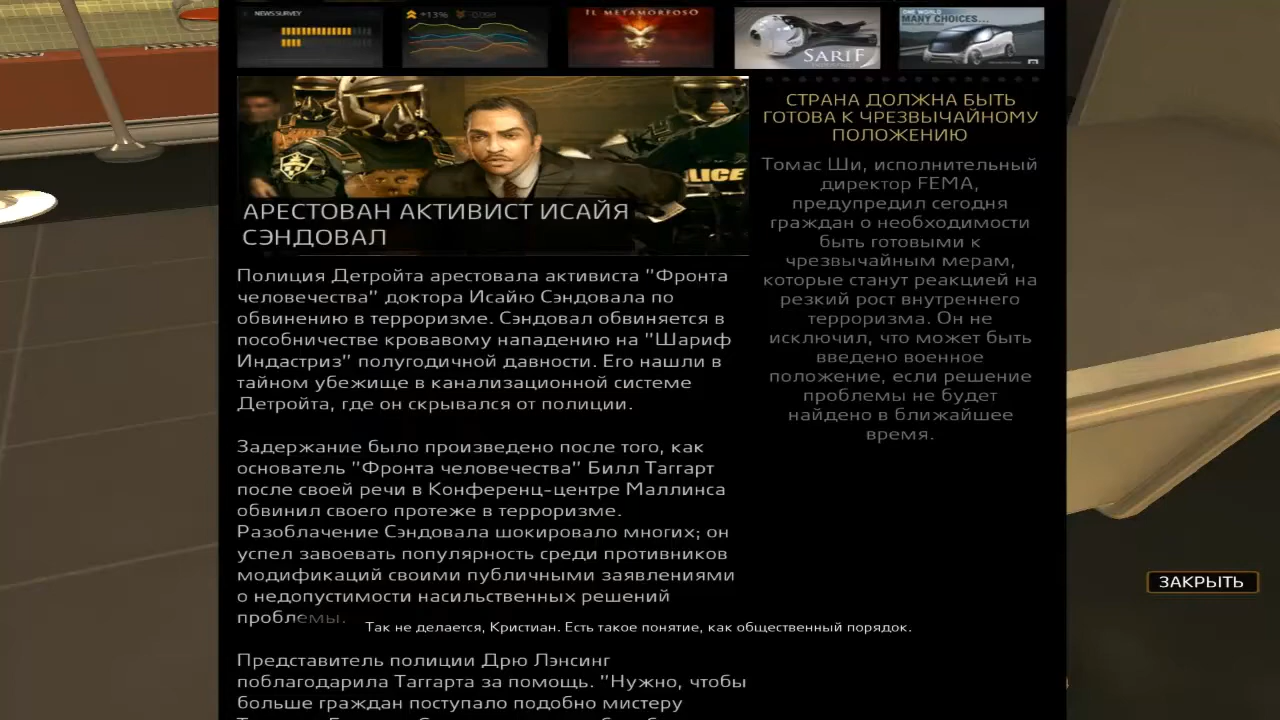 NEWS SURVEY
+13%
-0.098
IL METAMORFOSO
SARIF
ONE WORLD
MANY CHOICES...
POLICE
АРЕСТОВАН АКТИВИСТ ИСАЙЯ
СЭНДОВАЛ
Полиция Детройта арестовала активиста "Фронта
человечества" доктора Исайю Сэндовала по
обвинению в терроризме. Сэндовал обвиняется в
пособничестве кровавому нападению на "Шариф
Индастриз" полугодичной давности. Его нашли в
тайном убежище в канализационной системе
Детройта, где он скрывался от полиции.
Задержание было произведено после того, как
основатель "Фронта человечества" Билл Таггарт
после своей речи в Конференц-центре Маллинса
обвинил своего протеже в терроризме.
Разоблачение Сэндовала шокировало многих; он
успел завоевать популярность среди противников
модификаций своими публичными заявлениями
о недопустимости насильственных решений
проблемы.
Представитель полиции Дрю Лэнсинг
поблагодарила Таггарта за помощь. "Нужно, чтобы
больше граждан поступало подобно мистеру
СТРАНА ДОЛЖНА БЫТЬ
ГОТОВА К ЧРЕЗВЫЧАЙНОМУ
ПОЛОЖЕНИЮ
Томас Ши, исполнительный
директор FEMA,
предупредил сегодня
граждан о необходимости
быть готовыми к
чрезвычайным мерам,
которые станут реакцией на
резкий рост внутреннего
терроризма. Он не
исключил, что может быть
введено военное
положение, если решение
проблемы не будет
найдено в ближайшее
время.
Так не делается, Кристиан. Есть такое понятие, как общественный порядок.
ЗАКРЫТЬ